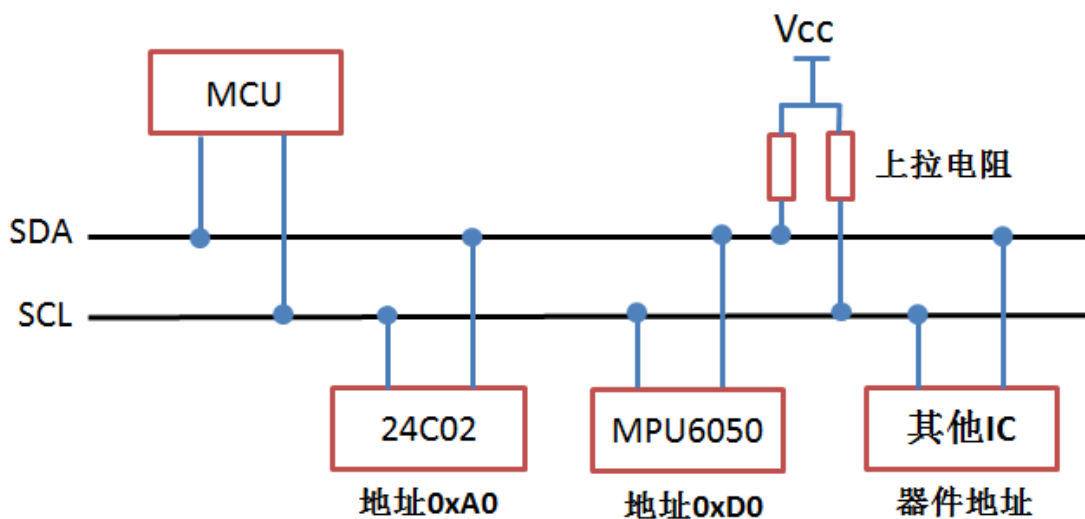 Vcc
MCU
上拉电阻
SDA
SCL
24C02
MPU6050
其他IC
地址0xA0
地址0xD0
器件地址